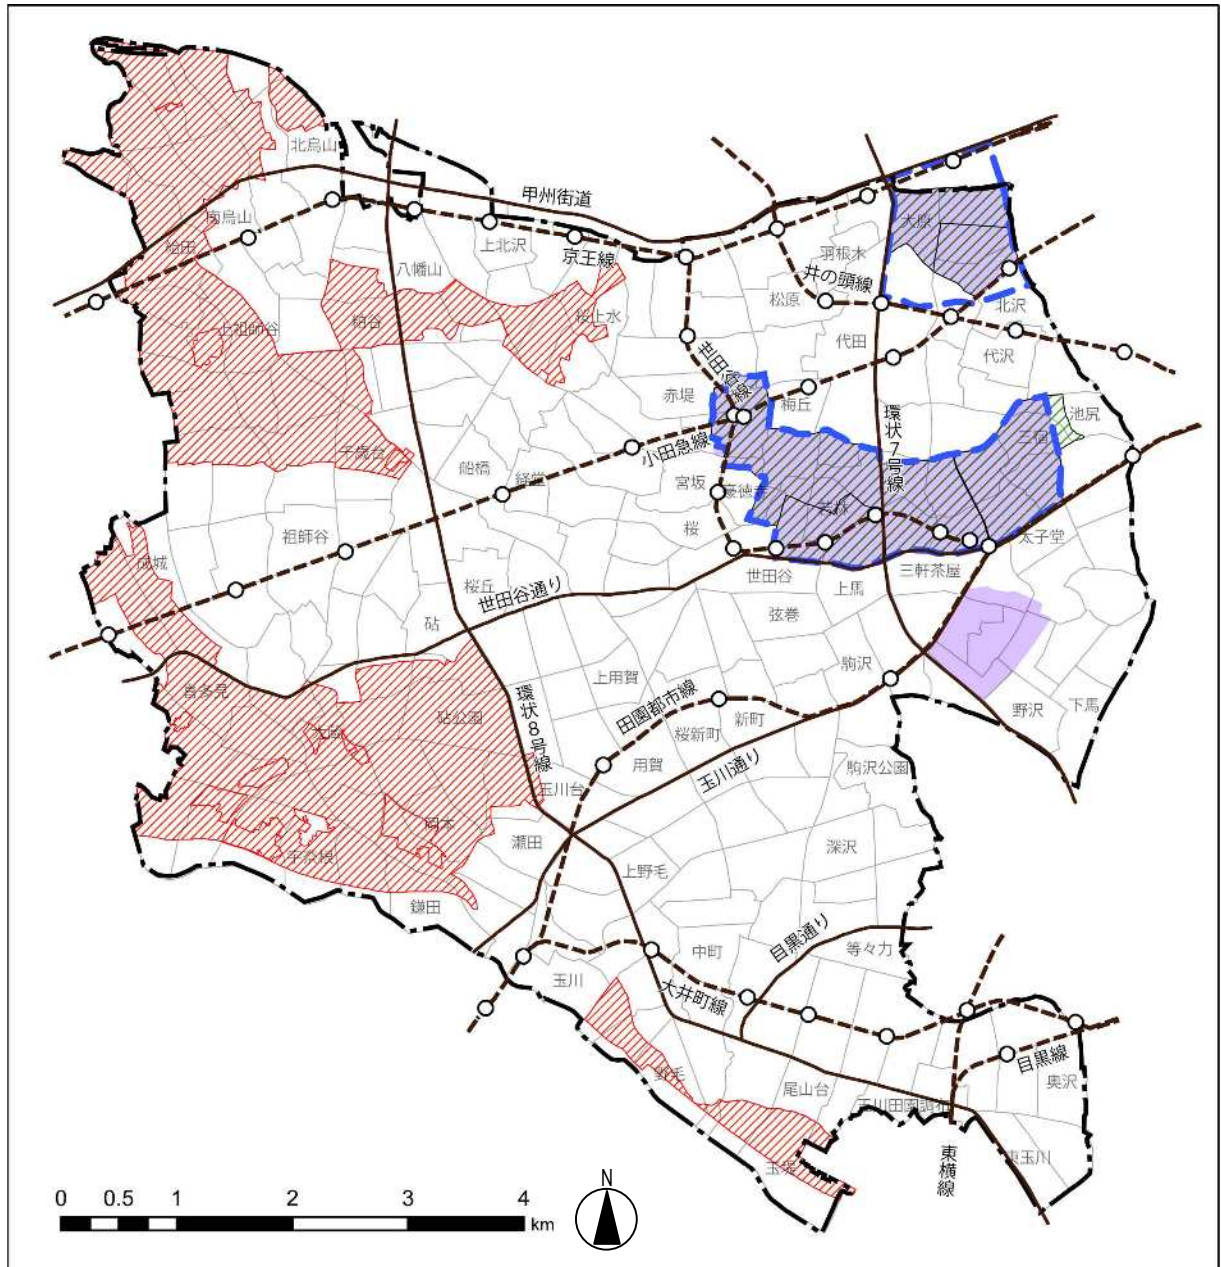 北烏山
甲州街道
南烏山
給田
上北沢
京王線
八幡山
羽根木
大原
井の頭線
松原
北沢
代田
代沢
上祖師谷
粕谷
桜上水
世田谷線
赤堤
梅丘
環状7号線
池尻
三宿
千歳台
船橋
経堂
小田急線
宮坂
豪徳寺
若林
祖師谷
桜
太子堂
成城
桜丘
世田谷通り
世田谷
上馬
三軒茶屋
砧
弦巻
上用賀
駒沢
喜多見
大蔵
砧公園
環状8号線
田園都市線
新町
桜新町
野沢
下馬
用賀
玉川通り
駒沢公園
玉川台
岡本
瀬田
宇奈根
上野毛
深沢
鎌田
中町
目黒通り
等々力
玉川
大井町線
目黒線
野毛
尾山台
奥沢
玉川田園調布
玉堤
東横線
東玉川
N
0 0.5 1 2 3 4
km